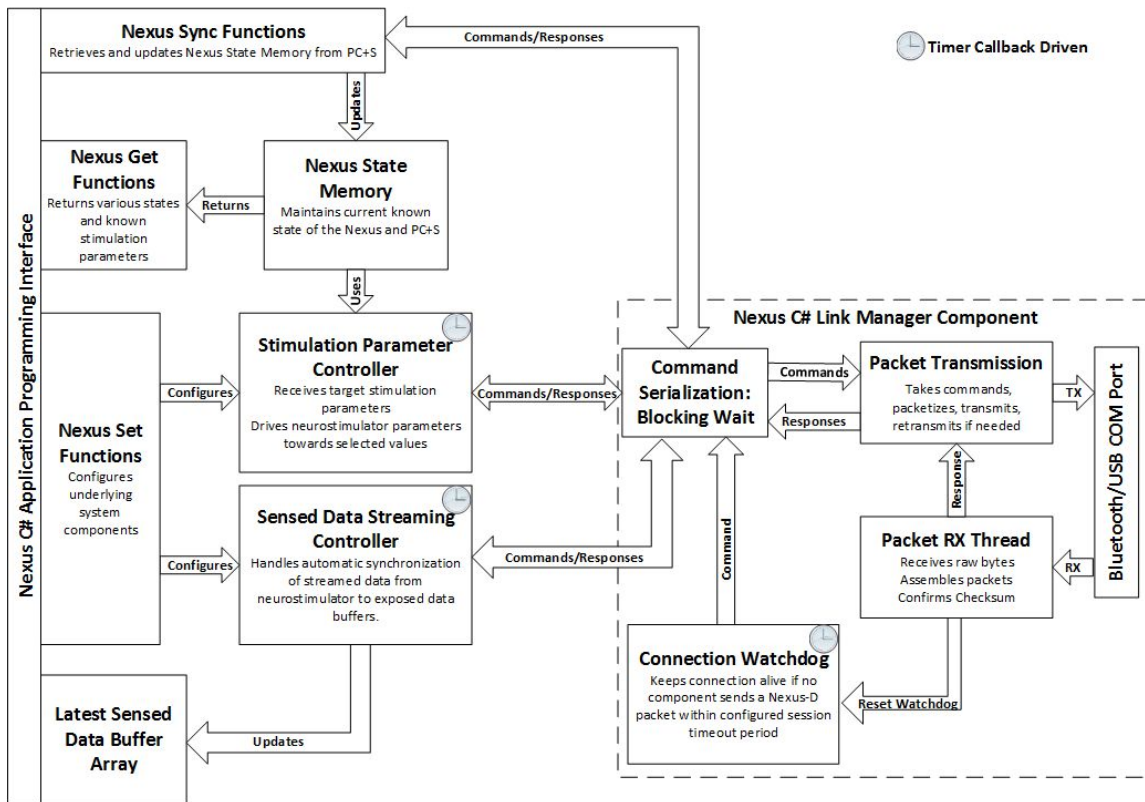 Nexus C# Application Programming Interface
Nexus Sync Functions
Retrieves and updates Nexus State Memory from PC+S
Commands/Responses
Timer Callback Driven
Updates
Nexus Get
Functions
Returns various states
and known
stimulation
parameters
Returns
Nexus State
Memory
Maintains current known
state of the Nexus and PC+S
Uses
Nexus Set
Functions
Configures
underlying
system
components
Configures
Stimulation Parameter
Controller
Receives target stimulation
parameters
Drives neurostimulator parameters
towards selected values
Commands/Responses
Configures
Sensed Data Streaming
Controller
Handles automatic synchronization
of streamed data from
neurostimulator to exposed data
buffers.
Commands/Responses
Latest Sensed
Data Buffer
Array
Updates
Nexus C# Link Manager Component
Command
Serialization:
Blocking Wait
Commands
Responses
Packet Transmission
Takes commands,
packetizes, transmits,
retransmits if needed
TX
Bluetooth/USB COM Port
Response
Packet RX Thread
Receives raw bytes
Assembles packets
Confirms Checksum
RX
Command
Connection Watchdog
Keeps connection alive if no
component sends a Nexus-D
packet within configured session
timeout period
Reset Watchdog